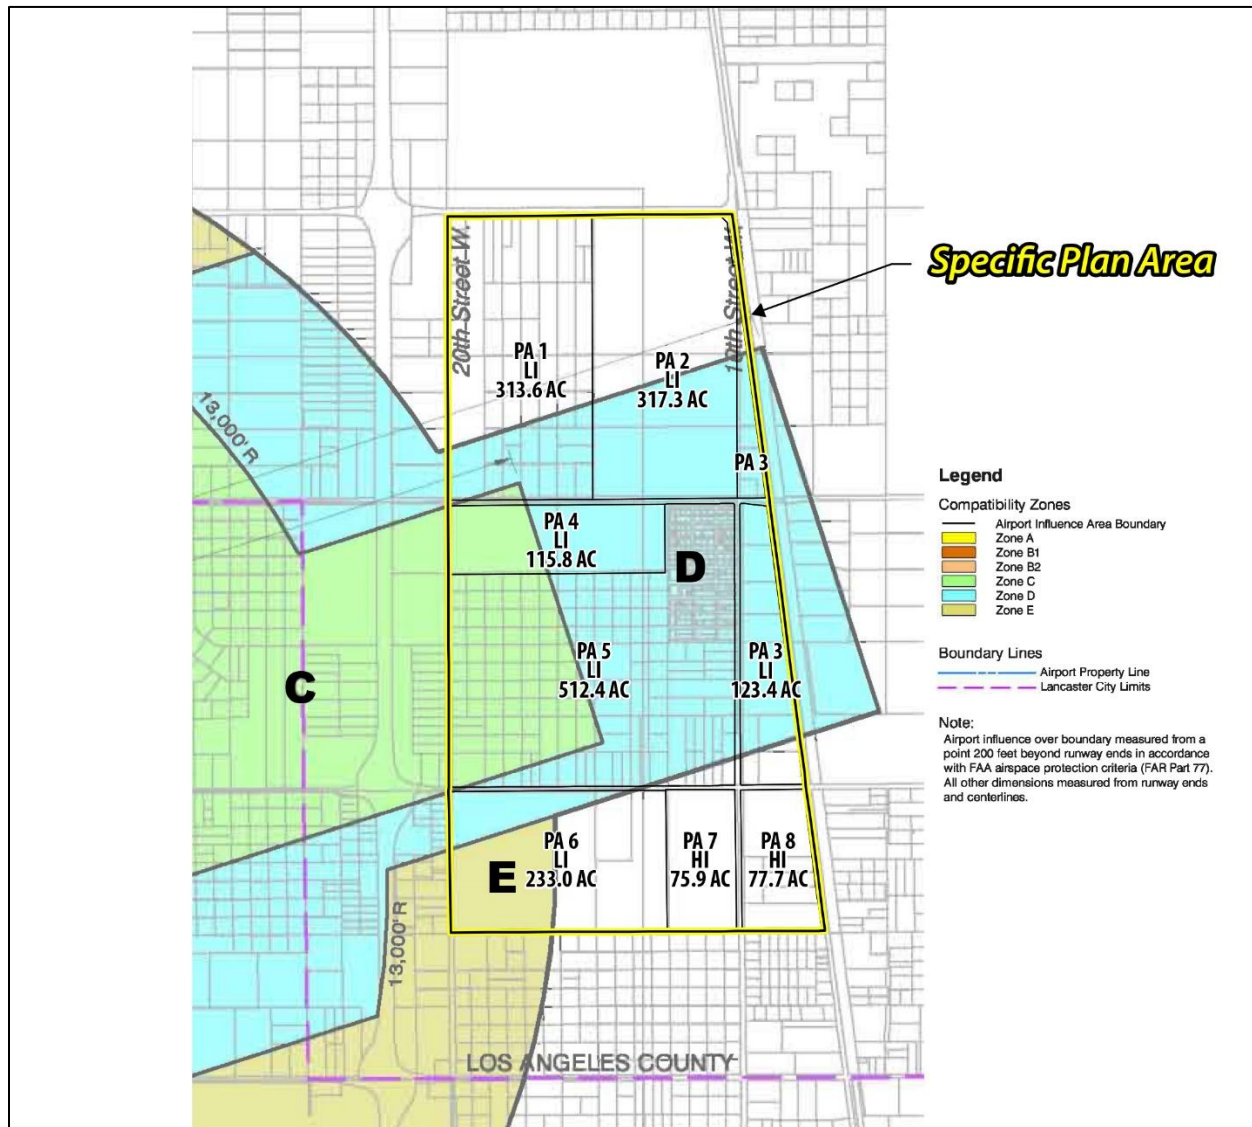 Specific Plan Area
20th Street W.
10th Street W.
PA 1
LI
313.6 AC
PA 2
LI
317.3 AC
13,000' R
PA 3
PA 4
LI
115.8 AC
D
C
PA 5
LI
512.4 AC
PA 3
LI
123.4 AC
PA 6
LI
233.0 AC
E
PA 7
HI
75.9 AC
PA 8
HI
77.7 AC
13,000' R
LOS ANGELES COUNTY
Legend
Compatibility Zones
Airport Influence Area Boundary
Zone A
Zone B1
Zone B2
Zone C
Zone D
Zone E
Boundary Lines
Airport Property Line
Lancaster City Limits
Note:
Airport influence over boundary measured from a
point 200 feet beyond runway ends in accordance
with FAA airspace protection criteria (FAR Part 77).
All other dimensions measured from runway ends
and centerlines.